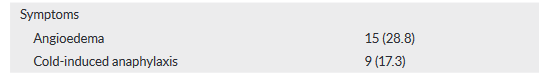 Symptoms
Angioedema 15 (28.8)
Cold-induced anaphylaxis 9 (17.3)